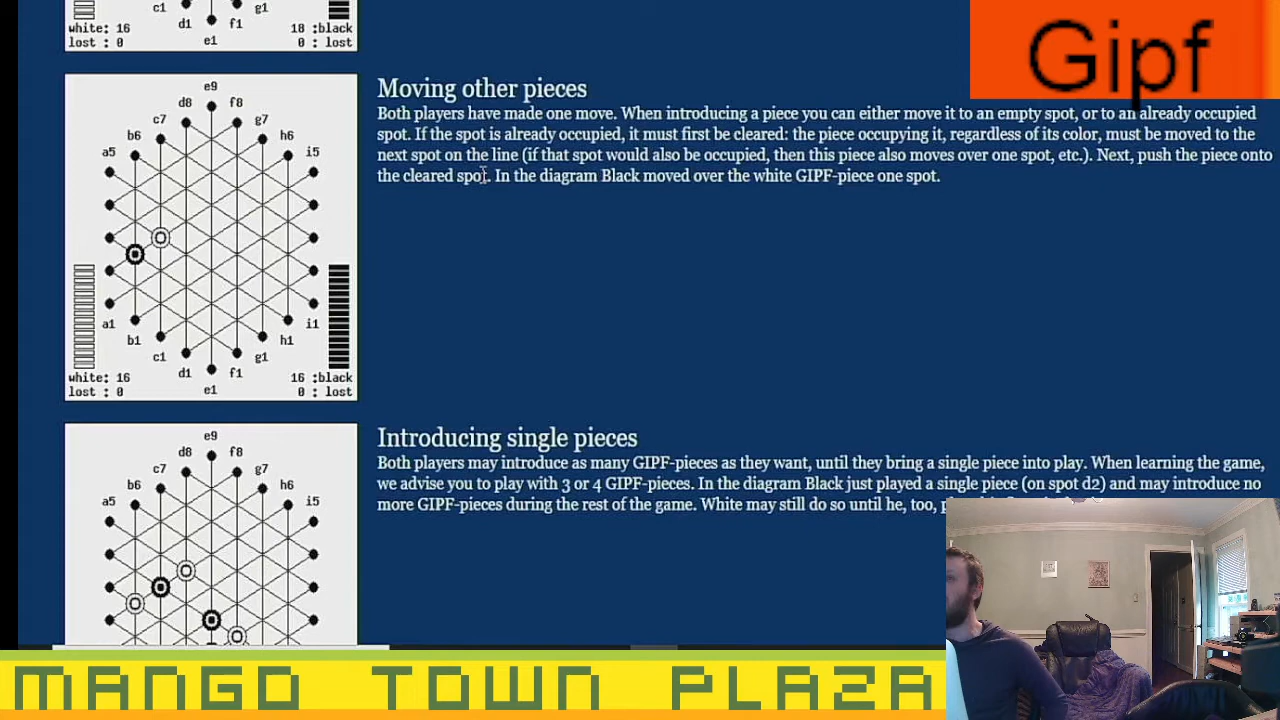 c1
g1
d1
f1
white: 16
18 :black
lost : 0
e1
0 : lost
Gipf
e9
d8
f8
c7
g7
b6
h6
a5
i5
a1
i1
b1
h1
c1
g1
d1
f1
white: 16
16 :black
lost : 0
e1
0 : lost
Moving other pieces
Both players have made one move. When introducing a piece you can either move it to an empty spot, or to an already occupied
spot. If the spot is already occupied, it must first be cleared: the piece occupying it, regardless of its color, must be moved to the
next spot on the line (if that spot would also be occupied, then this piece also moves over one spot, etc.). Next, push the piece onto
the cleared spot. In the diagram Black moved over the white GIPF-piece one spot.
e9
d8
f8
c7
g7
b6
h6
a5
i5
Introducing single pieces
Both players may introduce as many GIPF-pieces as they want, until they bring a single piece into play. When learning the game,
we advise you to play with 3 or 4 GIPF-pieces. In the diagram Black just played a single piece (on spot d2) and may introduce no
more GIPF-pieces during the rest of the game. White may still do so until he, too,
MANGO TOWN PLAZA